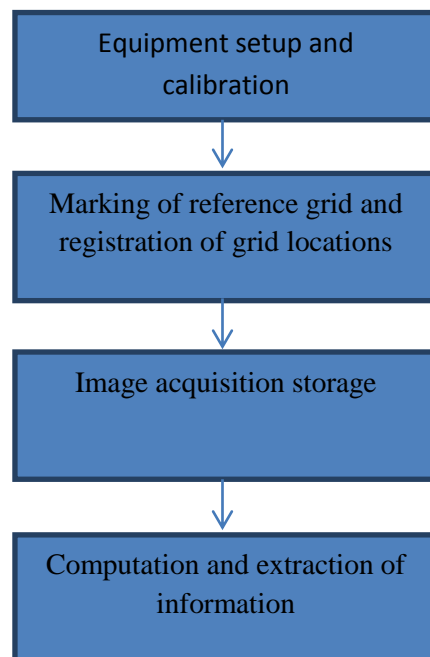 Equipment setup and
calibration
Marking of reference grid and
registration of grid locations
Image acquisition storage
Computation and extraction of
information